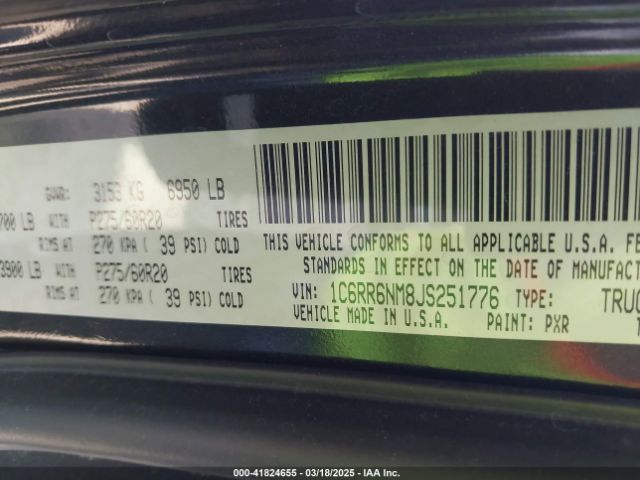 GVWR: 3153 KG 6950 LB
700 LB WITH P275/60R20 TIRES
RIMS AT 270 KPA ( 39 PSI) COLD
3900 LB WITH P275/60R20 TIRES
RIMS AT 270 KPA ( 39 PSI) COLD
THIS VEHICLE CONFORMS TO ALL APPLICABLE U.S.A. FE
STANDARDS IN EFFECT ON THE DATE OF MANUFACT
VIN: 1C6RR6NM8JS251776 TYPE: TRUC
VEHICLE MADE IN U.S.A. PAINT: PXR 1
000-41824655 - 03/18/2025 - IAA Inc.